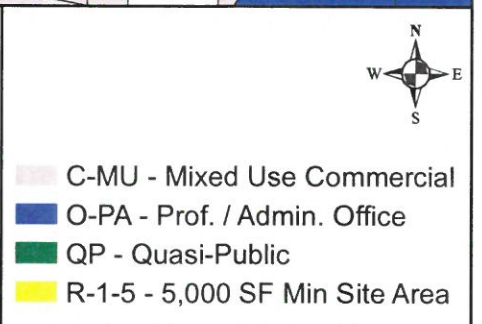 N
W E
S
C-MU - Mixed Use Commercial
O-PA - Prof. / Admin. Office
QP - Quasi-Public
R-1-5 - 5,000 SF Min Site Area